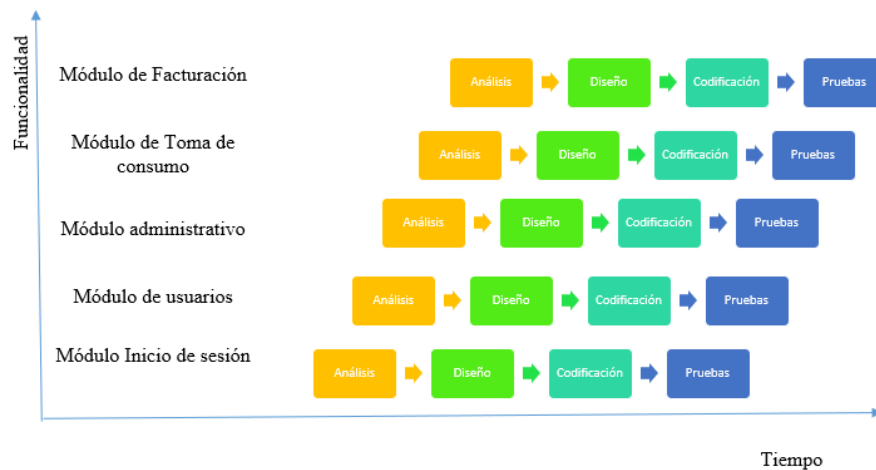 Funcionalidad
Módulo de Facturación
Análisis
Diseño
Codificación
Pruebas
Módulo de Toma de
consumo
Análisis
Diseño
Codificación
Pruebas
Módulo administrativo
Análisis
Diseño
Codificación
Pruebas
Módulo de usuarios
Análisis
Diseño
Codificación
Pruebas
Módulo Inicio de sesión
Análisis
Diseño
Codificación
Pruebas
Tiempo